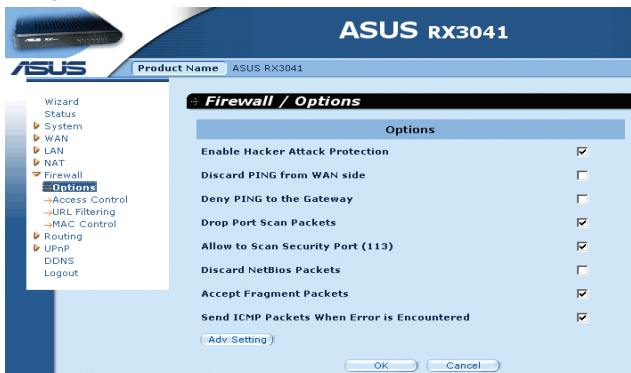 ASUS RX3041
ASUS
Product Name ASUS RX3041
Wizard
Status
System
WAN
LAN
NAT
Firewall
Options
Access Control
URL Filtering
MAC Control
Routing
UPnP
DDNS
Logout
Firewall / Options
Options
Enable Hacker Attack Protection
Discard PING from WAN side
Deny PING to the Gateway
Drop Port Scan Packets
Allow to Scan Security Port (113)
Discard NetBios Packets
Accept Fragment Packets
Send ICMP Packets When Error is Encountered
Adv Setting
OK Cancel